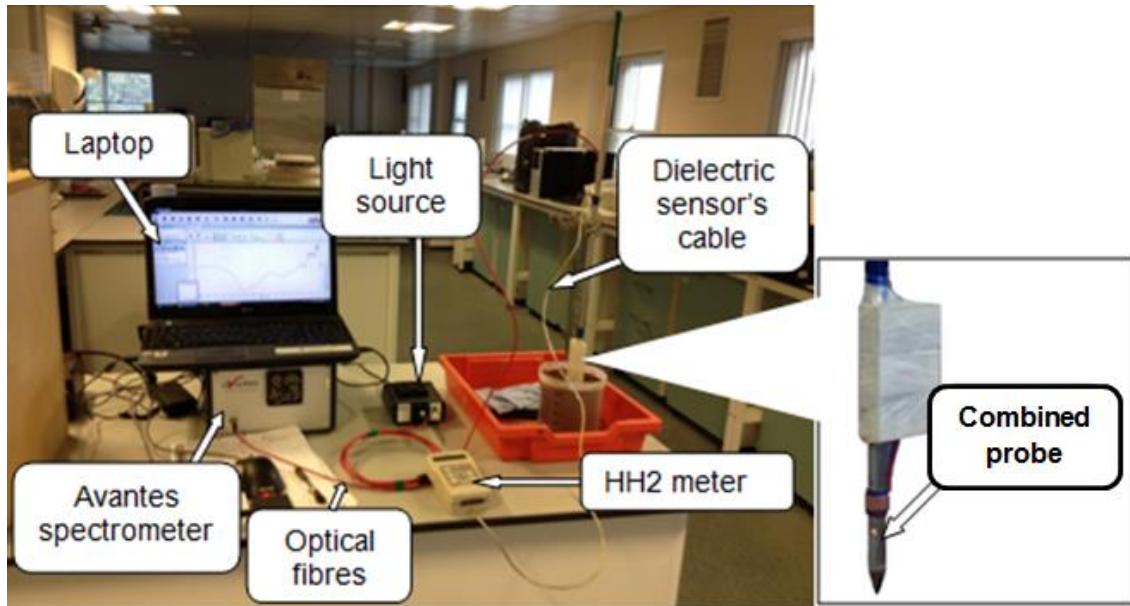 Laptop
Light
source
Dielectric
sensor's
cable
Combined
probe
HH2 meter
Avantes
spectrometer
Optical
fibres